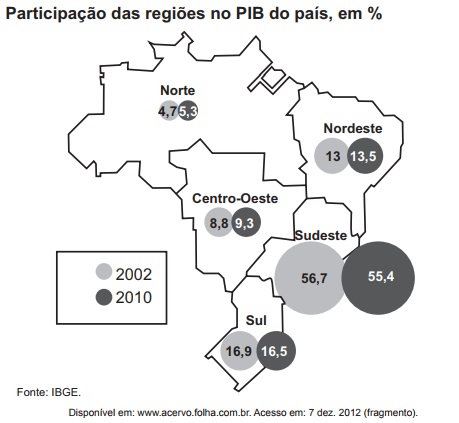 Participação das regiões no PIB do país, em %
Norte
4,7 5,3
Nordeste
13 13,5
Centro-Oeste
8,8 9,3
Sudeste
56,7 55,4
2002
2010
Sul
16,9 16,5
Fonte: IBGE.
Disponível em: www.acervo.folha.com.br. Acesso em: 7 dez. 2012 (fragmento).